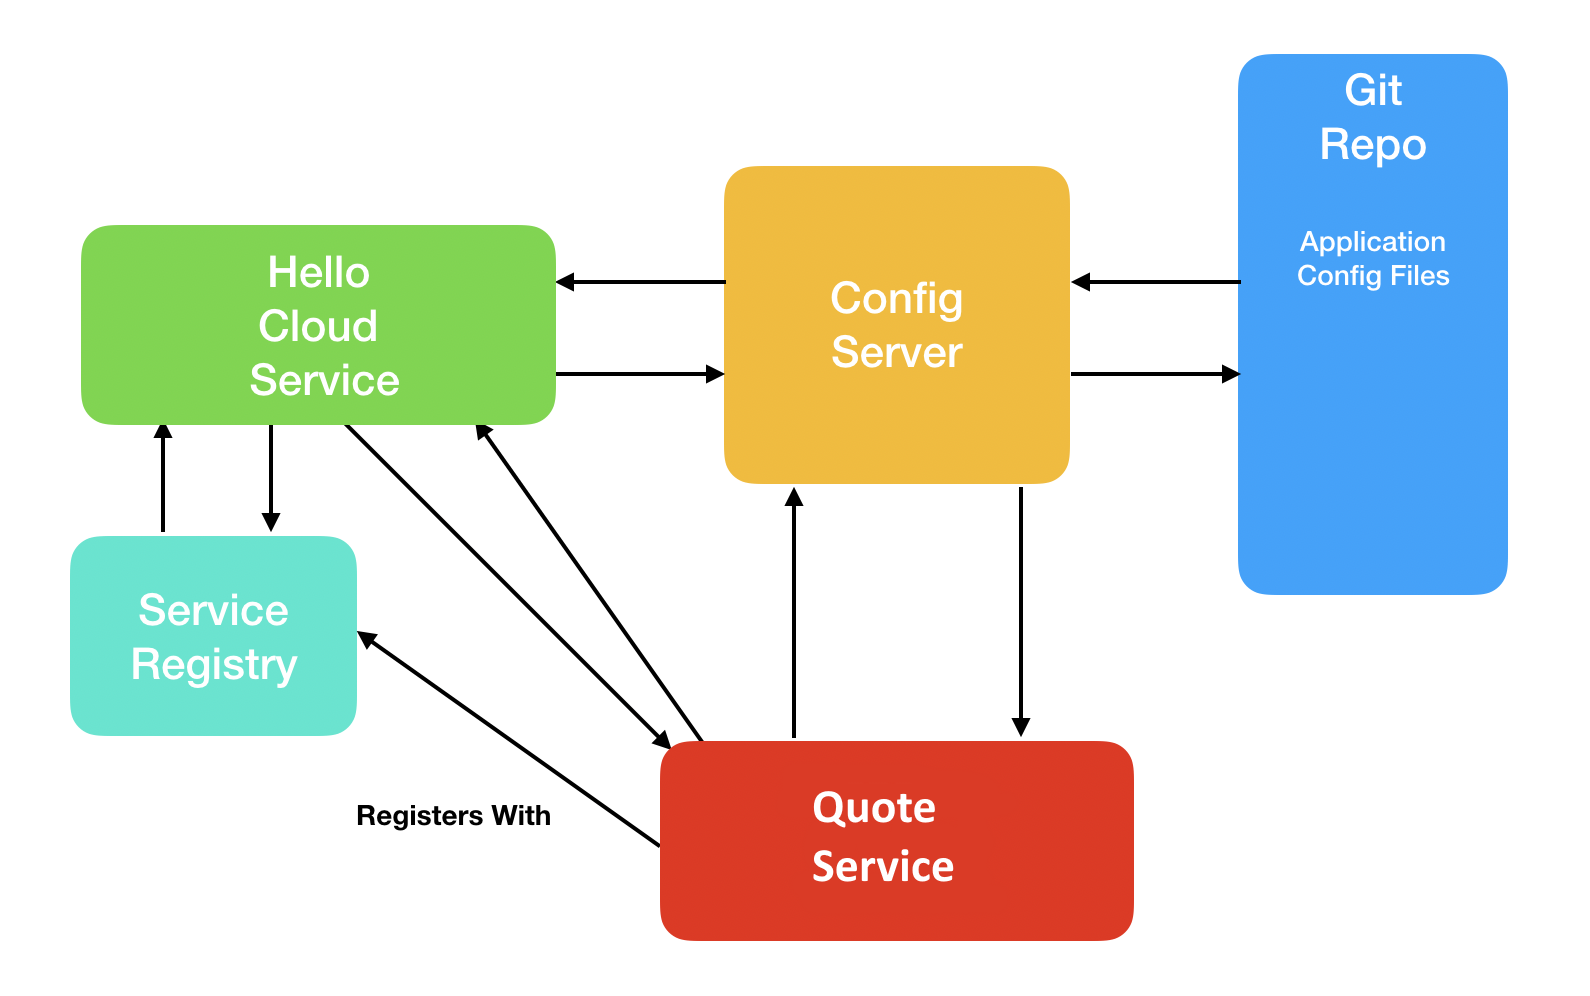 Git
Repo
Application
Config Files
Hello
Cloud
Service
Config
Server
Service
Registry
Registers With
Quote
Service